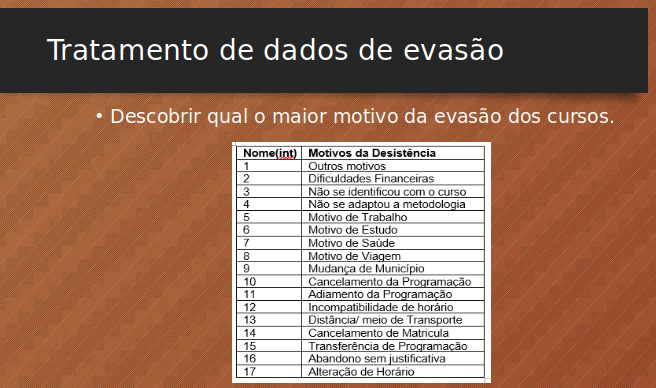 Tratamento de dados de evasão
• Descobrir qual o maior motivo da evasão dos cursos.
Nome(int) Motivos da Desistência
1 Outros motivos
2 Dificuldades Financeiras
3 Não se identificou com o curso
4 Não se adaptou a metodologia
5 Motivo de Trabalho
6 Motivo de Estudo
7 Motivo de Saúde
8 Motivo de Viagem
9 Mudança de Município
10 Cancelamento da Programação
11 Adiamento da Programação
12 Incompatibilidade de horário
13 Distância/ meio de Transporte
14 Cancelamento de Matricula
15 Transferência de Programação
16 Abandono sem justificativa
17 Alteração de Horário